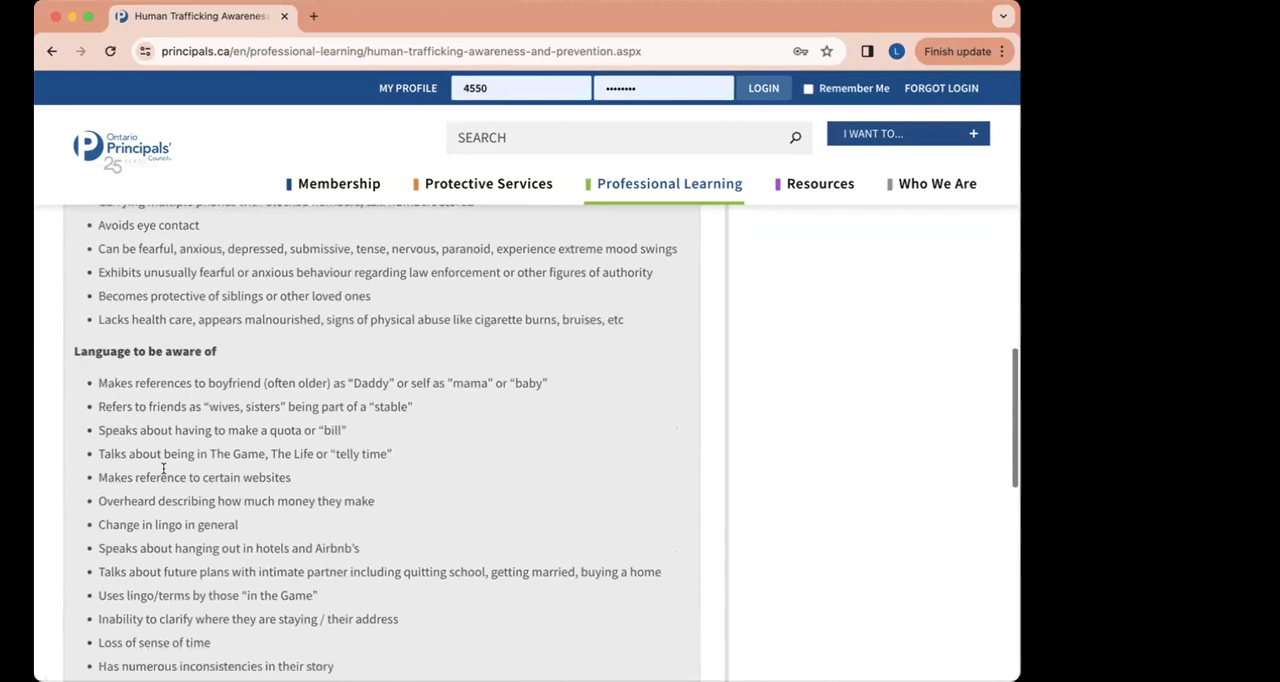 Human Trafficking Awareness
principals.ca/en/professional-learning/human-trafficking-awareness-and-prevention.aspx
L
Finish update
MY PROFILE
4550
••••••••
LOGIN
Remember Me
FORGOT LOGIN
Ontario
Principals'
Council
25
SEARCH
I WANT TO...
+
Membership
Protective Services
Professional Learning
Resources
Who We Are
• Avoids eye contact
• Can be fearful, anxious, depressed, submissive, tense, nervous, paranoid, experience extreme mood swings
• Exhibits unusually fearful or anxious behaviour regarding law enforcement or other figures of authority
• Becomes protective of siblings or other loved ones
• Lacks health care, appears malnourished, signs of physical abuse like cigarette burns, bruises, etc
Language to be aware of
• Makes references to boyfriend (often older) as “Daddy” or self as "mama" or “baby”
• Refers to friends as “wives, sisters” being part of a “stable”
• Speaks about having to make a quota or “bill”
• Talks about being in The Game, The Life or “telly time”
• Makes reference to certain websites
• Overheard describing how much money they make
• Change in lingo in general
• Speaks about hanging out in hotels and Airbnb’s
• Talks about future plans with intimate partner including quitting school, getting married, buying a home
• Uses lingo/terms by those “in the Game”
• Inability to clarify where they are staying / their address
• Loss of sense of time
• Has numerous inconsistencies in their story